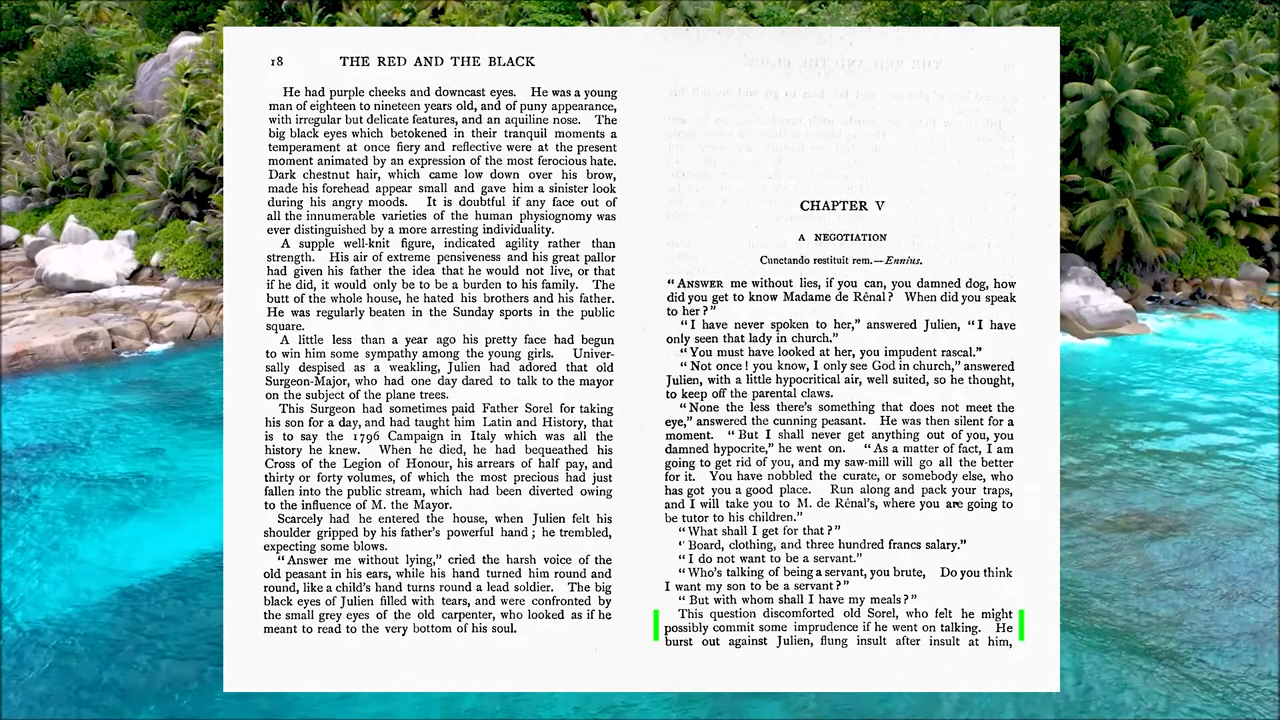 18 THE RED AND THE BLACK
He had purple cheeks and downcast eyes. He was a young
man of eighteen to nineteen years old, and of puny appearance,
with irregular but delicate features, and an aquiline nose. The
big black eyes which betokened in their tranquil moments a
temperament at once fiery and reflective were at the present
moment animated by an expression of the most ferocious hate.
Dark chestnut hair, which came low down over his brow,
made his forehead appear small and gave him a sinister look
during his angry moods. It is doubtful if any face out of
all the innumerable varieties of the human physiognomy was
ever distinguished by a more arresting individuality.
A supple well-knit figure, indicated agility rather than
strength. His air of extreme pensiveness and his great pallor
had given his father the idea that he would not live, or that
if he did, it would only be to be a burden to his family. The
butt of the whole house, he hated his brothers and his father.
He was regularly beaten in the Sunday sports in the public
square.
A little less than a year ago his pretty face had begun
to win him some sympathy among the young girls. Univer-
sally despised as a weakling, Julien had adored that old
Surgeon-Major, who had one day dared to talk to the mayor
on the subject of the plane trees.
This Surgeon had sometimes paid Father Sorel for taking
his son for a day, and had taught him Latin and History, that
is to say the 1796 Campaign in Italy which was all the
history he knew. When he died, he had bequeathed his
Cross of the Legion of Honour, his arrears of half pay, and
thirty or forty volumes, of which the most precious had just
fallen into the public stream, which had been diverted owing
to the influence of M. the Mayor.
Scarcely had he entered the house, when Julien felt his
shoulder gripped by his father's powerful hand; he trembled,
expecting some blows.
"Answer me without lying," cried the harsh voice of the
old peasant in his ears, while his hand turned him round and
round, like a child's hand turns round a lead soldier. The big
black eyes of Julien filled with tears, and were confronted by
the small grey eyes of the old carpenter, who looked as if he
meant to read to the very bottom of his soul.
CHAPTER V
A NEGOTIATION
Cunctando restituit rem.—Ennius.
"ANSWER me without lies, if you can, you damned dog, how
did you get to know Madame de Rênal? When did you speak
to her?"
"I have never spoken to her," answered Julien, "I have
only seen that lady in church."
"You must have looked at her, you impudent rascal."
"Not once! you know, I only see God in church," answered
Julien, with a little hypocritical air, well suited, so he thought,
to keep off the parental claws.
"None the less there's something that does not meet the
eye," answered the cunning peasant. He was then silent for a
moment. "But I shall never get anything out of you, you
damned hypocrite," he went on. "As a matter of fact, I am
going to get rid of you, and my saw-mill will go all the better
for it. You have nobbled the curate, or somebody else, who
has got you a good place. Run along and pack your traps,
and I will take you to M. de Rênal's, where you are going to
be tutor to his children."
"What shall I get for that?"
"Board, clothing, and three hundred francs salary."
"I do not want to be a servant."
"Who's talking of being a servant, you brute, Do you think
I want my son to be a servant?"
"But with whom shall I have my meals?"
This question discomforted old Sorel, who felt he might
possibly commit some imprudence if he went on talking. He
burst out against Julien, flung insult after insult at him,